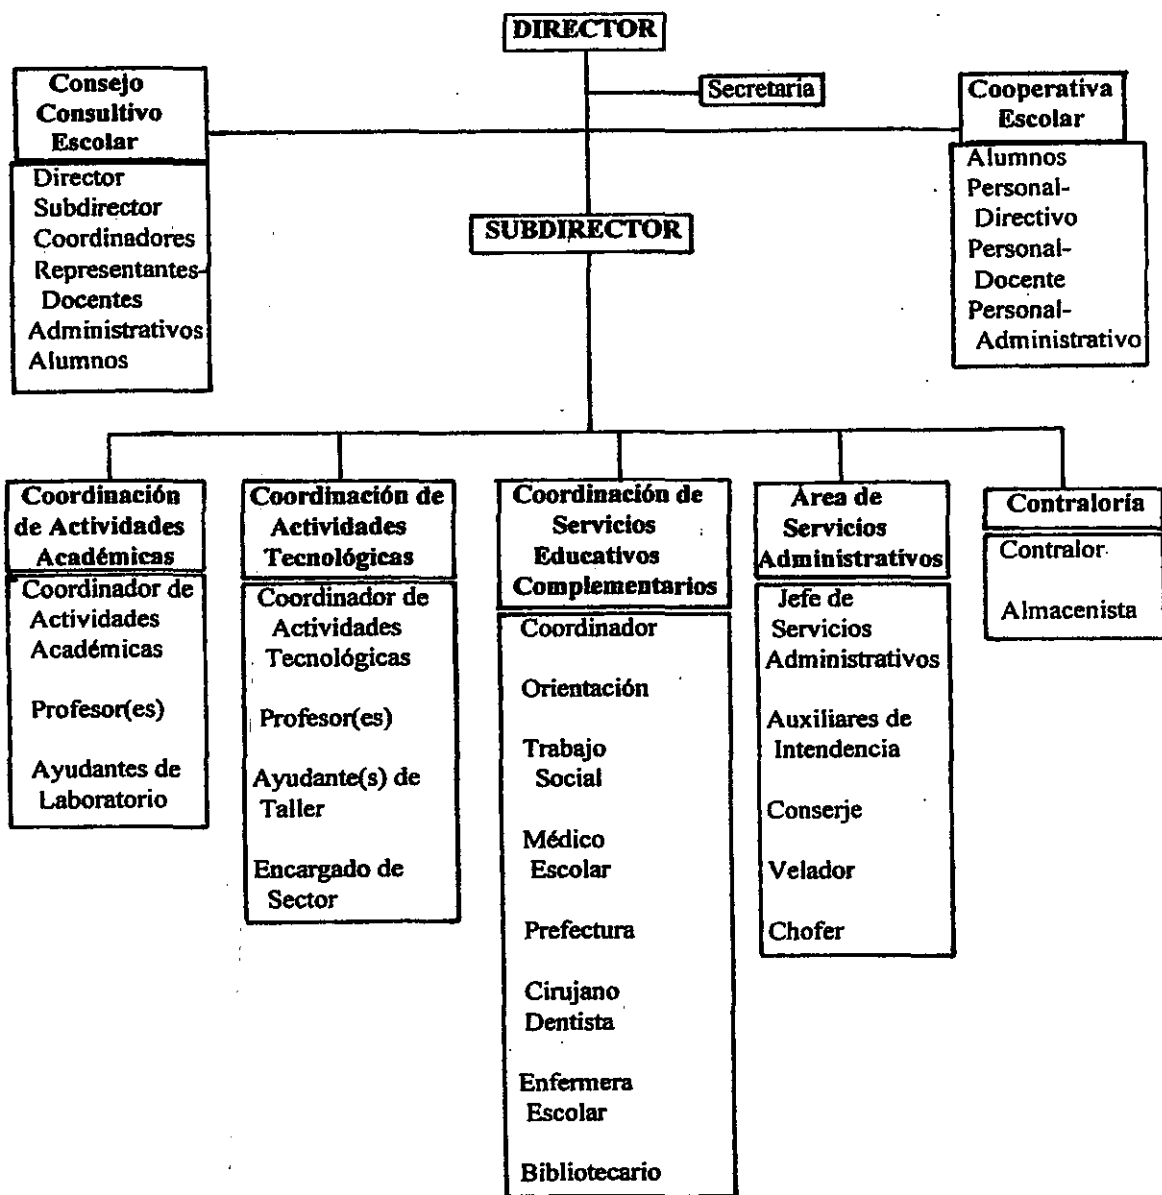 DIRECTOR
Secretaria
Consejo
Consultivo
Escolar
Director
Subdirector
Coordinadores
Representantes-
Docentes
Administrativos
Alumnos
Cooperativa
Escolar
Alumnos
Personal-
Directivo
Personal-
Docente
Personal-
Administrativo
SUBDIRECTOR
Coordinación
de Actividades
Académicas
Coordinador de
Actividades
Académicas
Profesor(es)
Ayudantes de
Laboratorio
Coordinación de
Actividades
Tecnológicas
Coordinador de
Actividades
Tecnológicas
Profesor(es)
Ayudante(s) de
Taller
Encargado de
Sector
Coordinación de
Servicios
Educativos
Complementarios
Coordinador
Orientación
Trabajo
Social
Médico
Escolar
Prefectura
Cirujano
Dentista
Enfermera
Escolar
Bibliotecario
Área de
Servicios
Administrativos
Jefe de
Servicios
Administrativos
Auxiliares de
Intendencia
Conserje
Velador
Chofer
Contraloría
Contralor
Almacenista